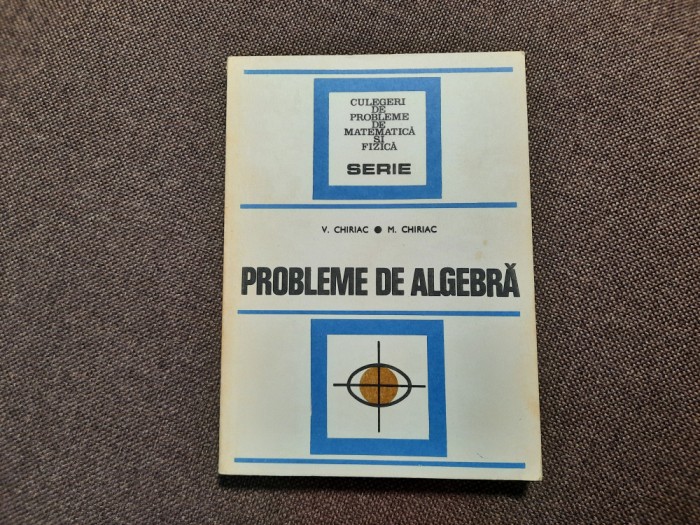 CULEGERI
DE
PROBLEME
DE
MATEMATICĂ
ȘI
FIZICĂ
SERIE
V. CHIRIAC ● M. CHIRIAC
PROBLEME DE ALGEBRĂ